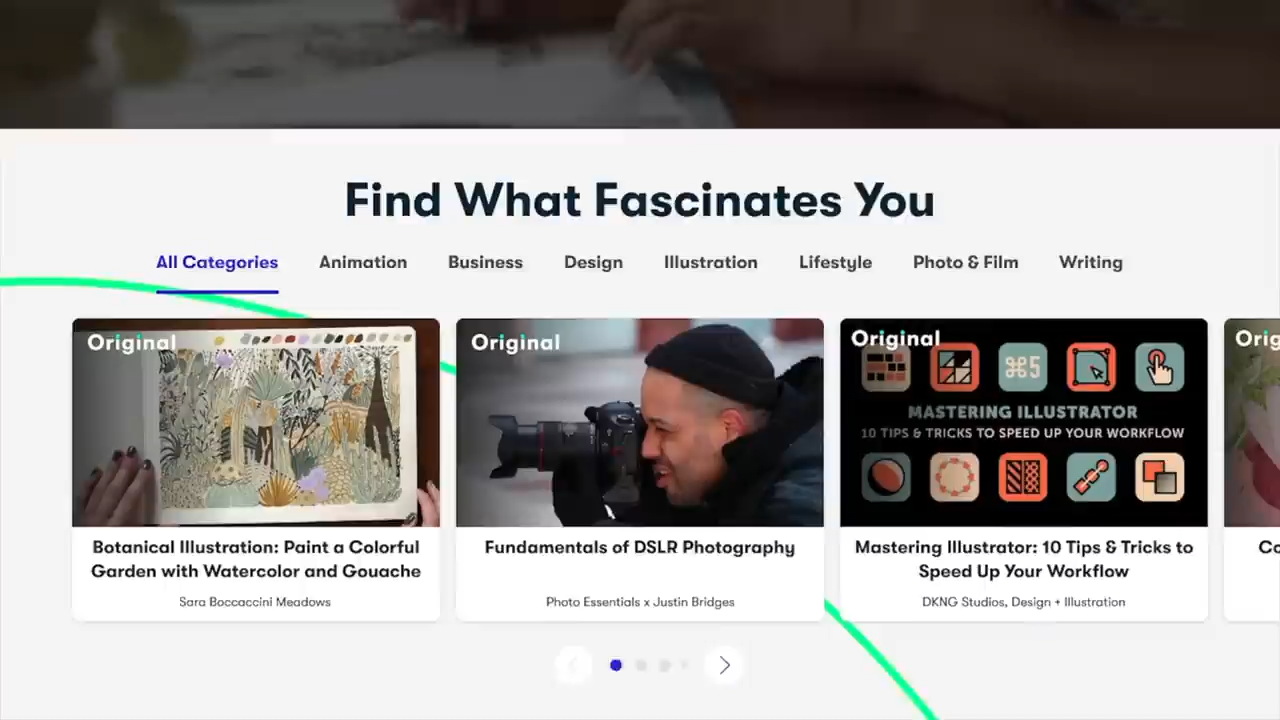 Find What Fascinates You
All Categories
Animation
Business
Design
Illustration
Lifestyle
Photo & Film
Writing
Original
Original
Original
Orig
⌘5
MASTERING ILLUSTRATOR
10 TIPS & TRICKS TO SPEED UP YOUR WORKFLOW
Botanical Illustration: Paint a Colorful
Garden with Watercolor and Gouache
Sara Boccaccini Meadows
Fundamentals of DSLR Photography
Photo Essentials x Justin Bridges
Mastering Illustrator: 10 Tips & Tricks to
Speed Up Your Workflow
DKNG Studios, Design + Illustration
Co